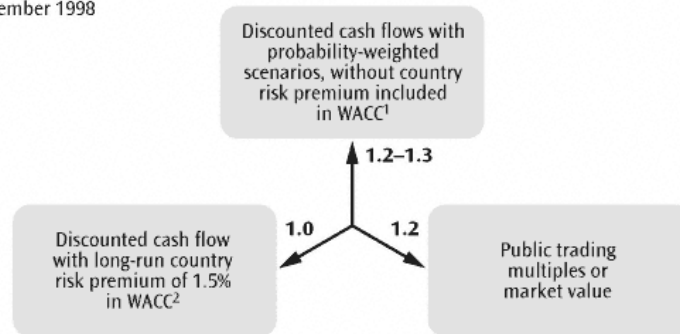 ember 1998
Discounted cash flows with
probability-weighted
scenarios, without country
risk premium included
in WACC¹
1.2–1.3
1.0
1.2
Discounted cash flow
with long-run country
risk premium of 1.5%
in WACC²
Public trading
multiples or
market value